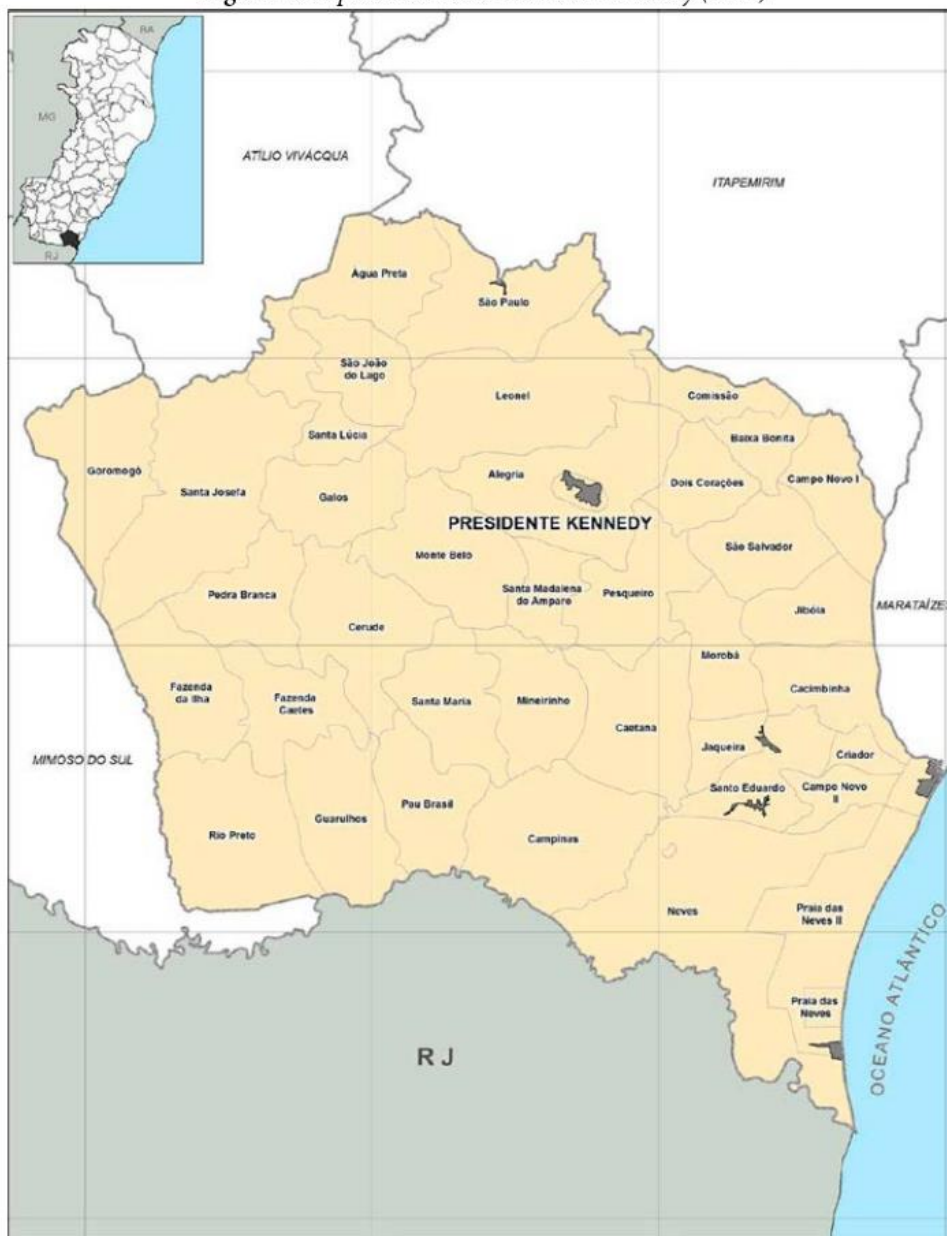 BA
MG
RJ
ATÍLIO VIVÁCQUA
ITAPEMIRIM
Água Preta
São Paulo
São João
do Lago
Leonel
Comissão
Santa Lúcia
Baixa Bonita
Goromogô
Santa Josefa
Galos
Alegria
Dois Corações
Campo Novo I
PRESIDENTE KENNEDY
Monte Belo
São Salvador
Pedra Branca
Santa Madalena
do Amparo
Pesqueiro
Jibóia
MARATAÍZE
Cerude
Morobá
Fazenda
da Ilha
Fazenda
Caetes
Santa Maria
Mineirinho
Caetana
Cacimbinha
MIMOSO DO SUL
Jaqueira
Criador
Santo Eduardo
Campo Novo
II
Rio Preto
Guarulhos
Pau Brasil
Campinas
Neves
Praia das
Neves II
Praia das
Neves
OCEANO ATLÂNTICO
R J